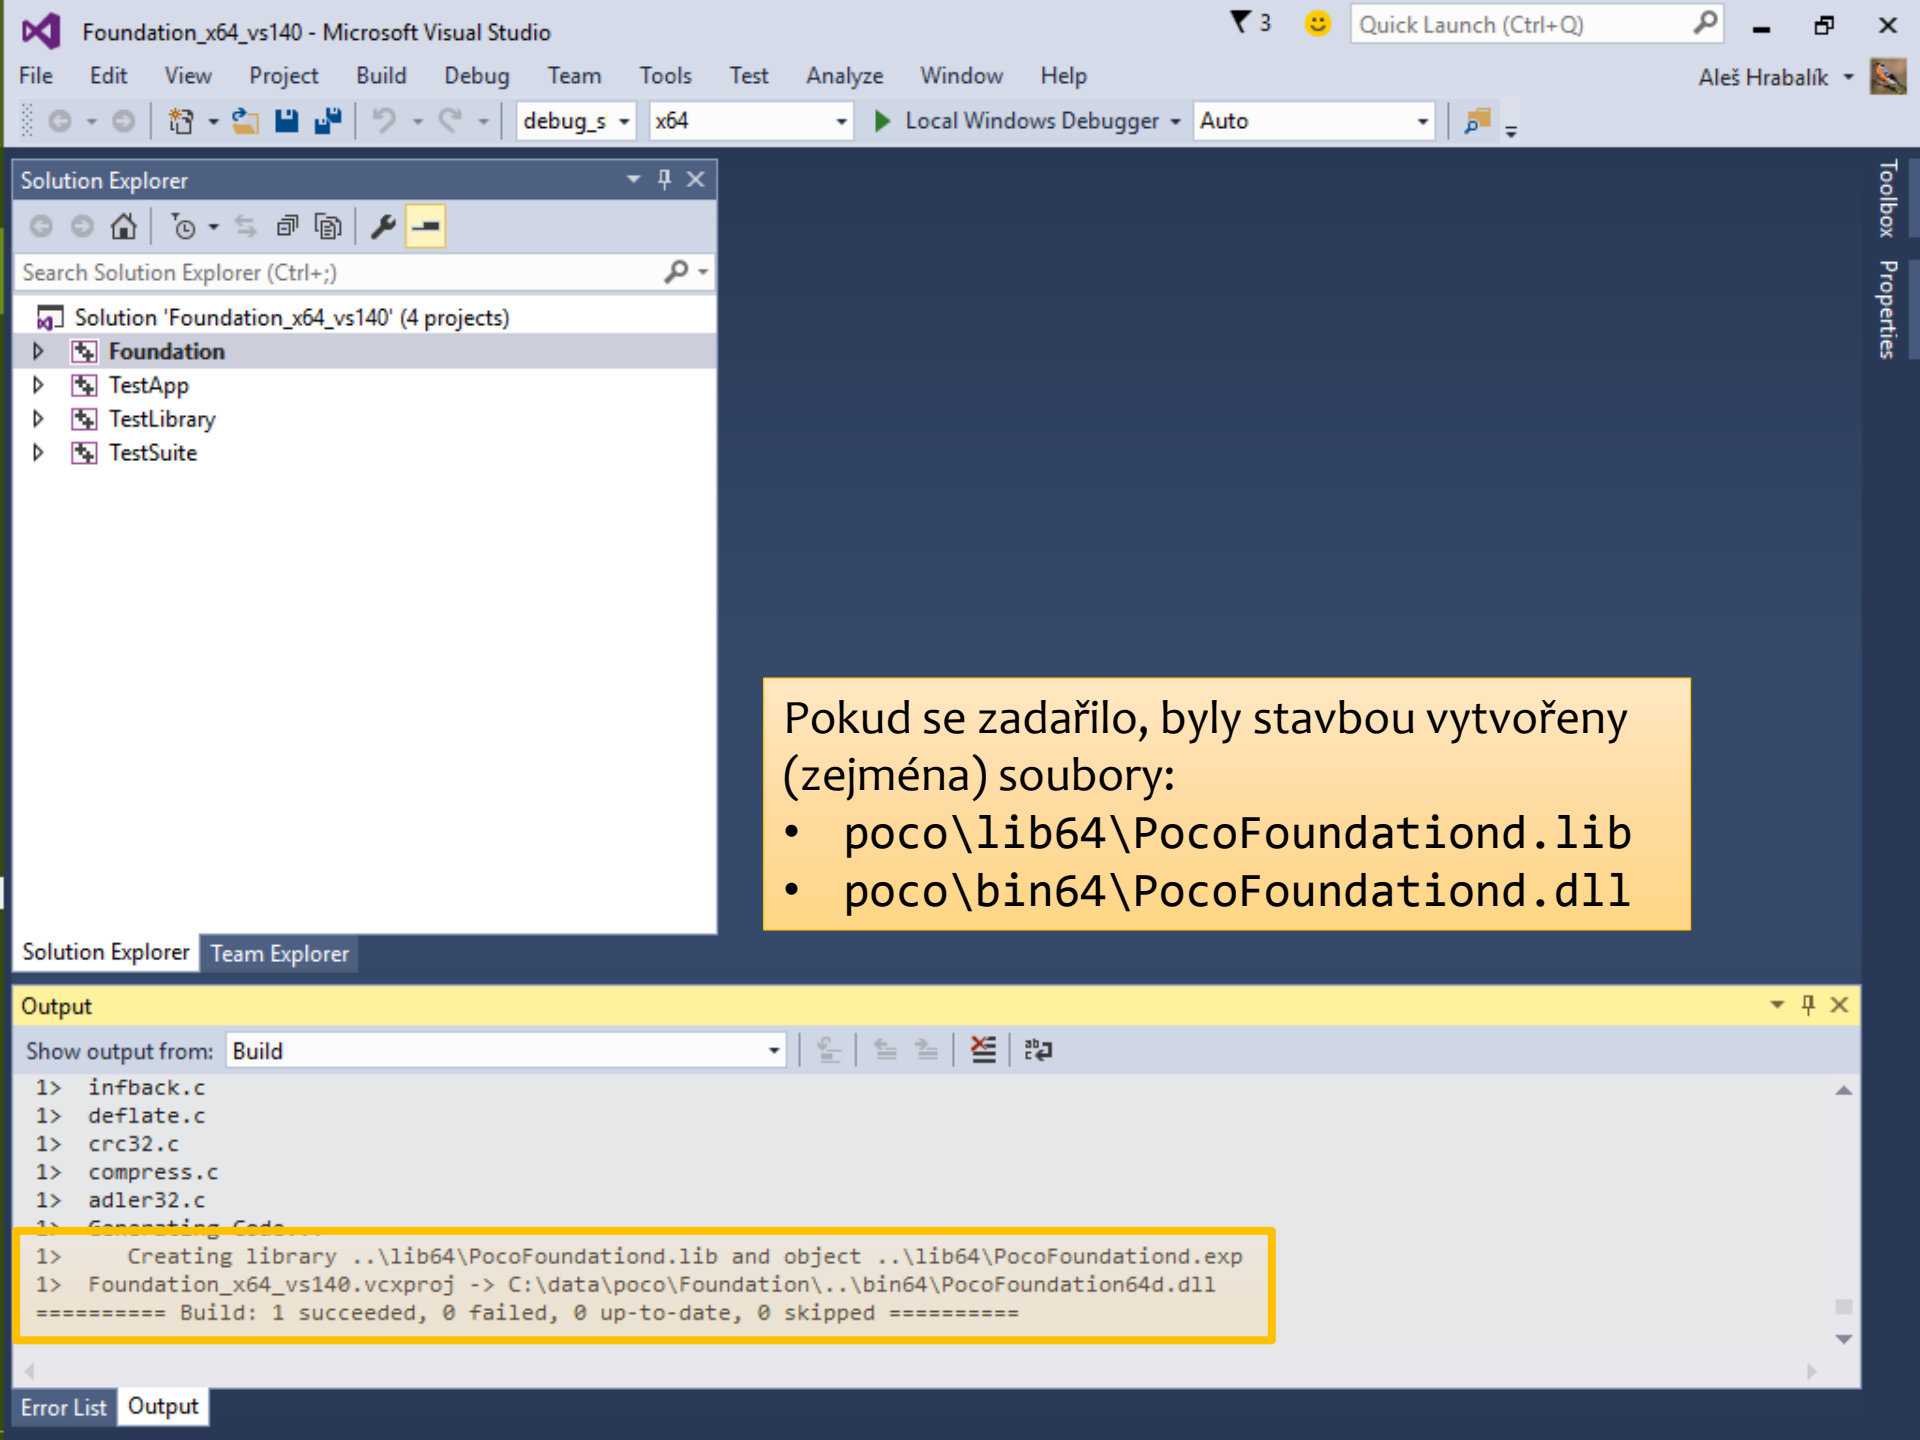 Foundation_x64_vs140 - Microsoft Visual Studio
3
Quick Launch (Ctrl+Q)
File Edit View Project Build Debug Team Tools Test Analyze Window Help
Aleš Hrabalík
debug_s
x64
Local Windows Debugger
Auto
Solution Explorer
Search Solution Explorer (Ctrl+;)
Solution 'Foundation_x64_vs140' (4 projects)
Foundation
TestApp
TestLibrary
TestSuite
Toolbox
Properties
Pokud se zadařilo, byly stavbou vytvořeny
(zejména) soubory:
• poco\lib64\PocoFoundationd.lib
• poco\bin64\PocoFoundationd.dll
Solution Explorer Team Explorer
Output
Show output from: Build
1> infback.c
1> deflate.c
1> crc32.c
1> compress.c
1> adler32.c
1> Generating Code...
1> Creating library ..\lib64\PocoFoundationd.lib and object ..\lib64\PocoFoundationd.exp
1> Foundation_x64_vs140.vcxproj -> C:\data\poco\Foundation\..\bin64\PocoFoundation64d.dll
========== Build: 1 succeeded, 0 failed, 0 up-to-date, 0 skipped ==========
Error List Output